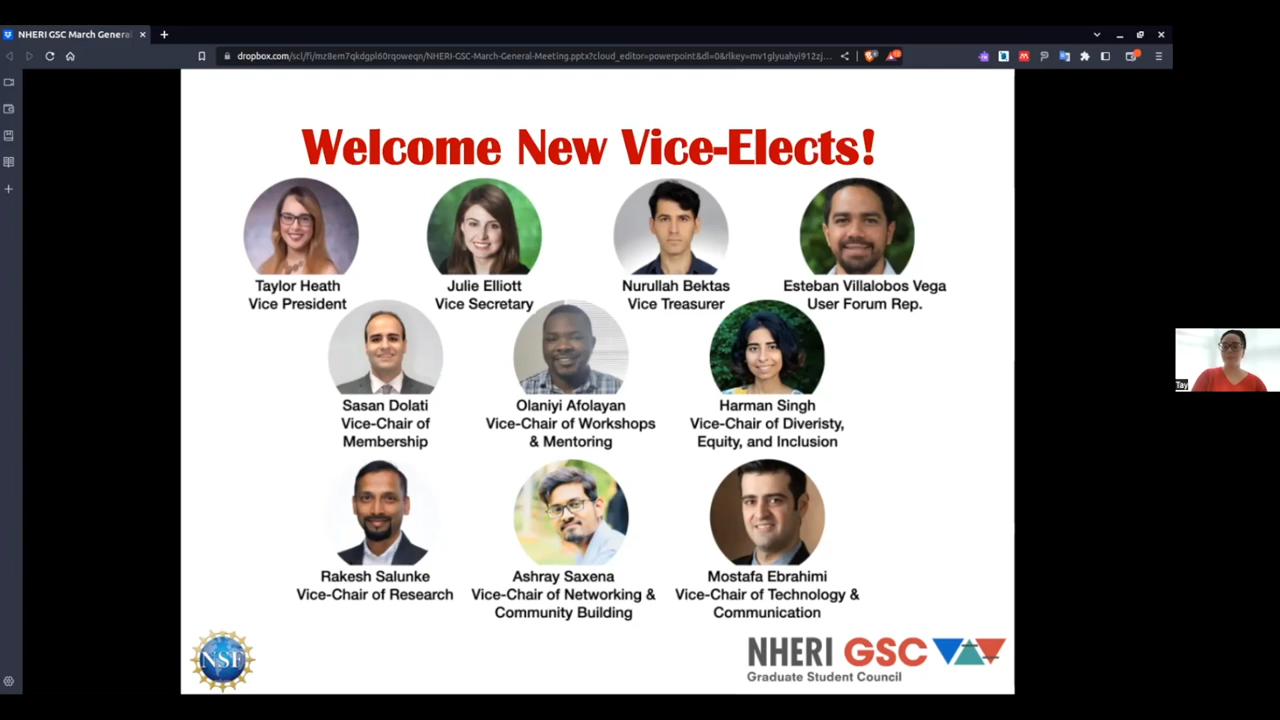 NHERI GSC March General
dropbox.com/scl/fi/mz8em7qkdgpl60rqoweqn/NHERI-GSC-March-General-Meeting.pptx?cloud_editor=powerpoint&dl=0&rlkey=mv1glyuahyi912zj...
Welcome New Vice-Elects!
Taylor Heath
Vice President
Julie Elliott
Vice Secretary
Nurullah Bektas
Vice Treasurer
Esteban Villalobos Vega
User Forum Rep.
Sasan Dolati
Vice-Chair of
Membership
Olaniyi Afolayan
Vice-Chair of Workshops
& Mentoring
Harman Singh
Vice-Chair of Diveristy,
Equity, and Inclusion
Rakesh Salunke
Vice-Chair of Research
Ashray Saxena
Vice-Chair of Networking &
Community Building
Mostafa Ebrahimi
Vice-Chair of Technology &
Communication
NSF
NHERI GSC
Graduate Student Council
Tay